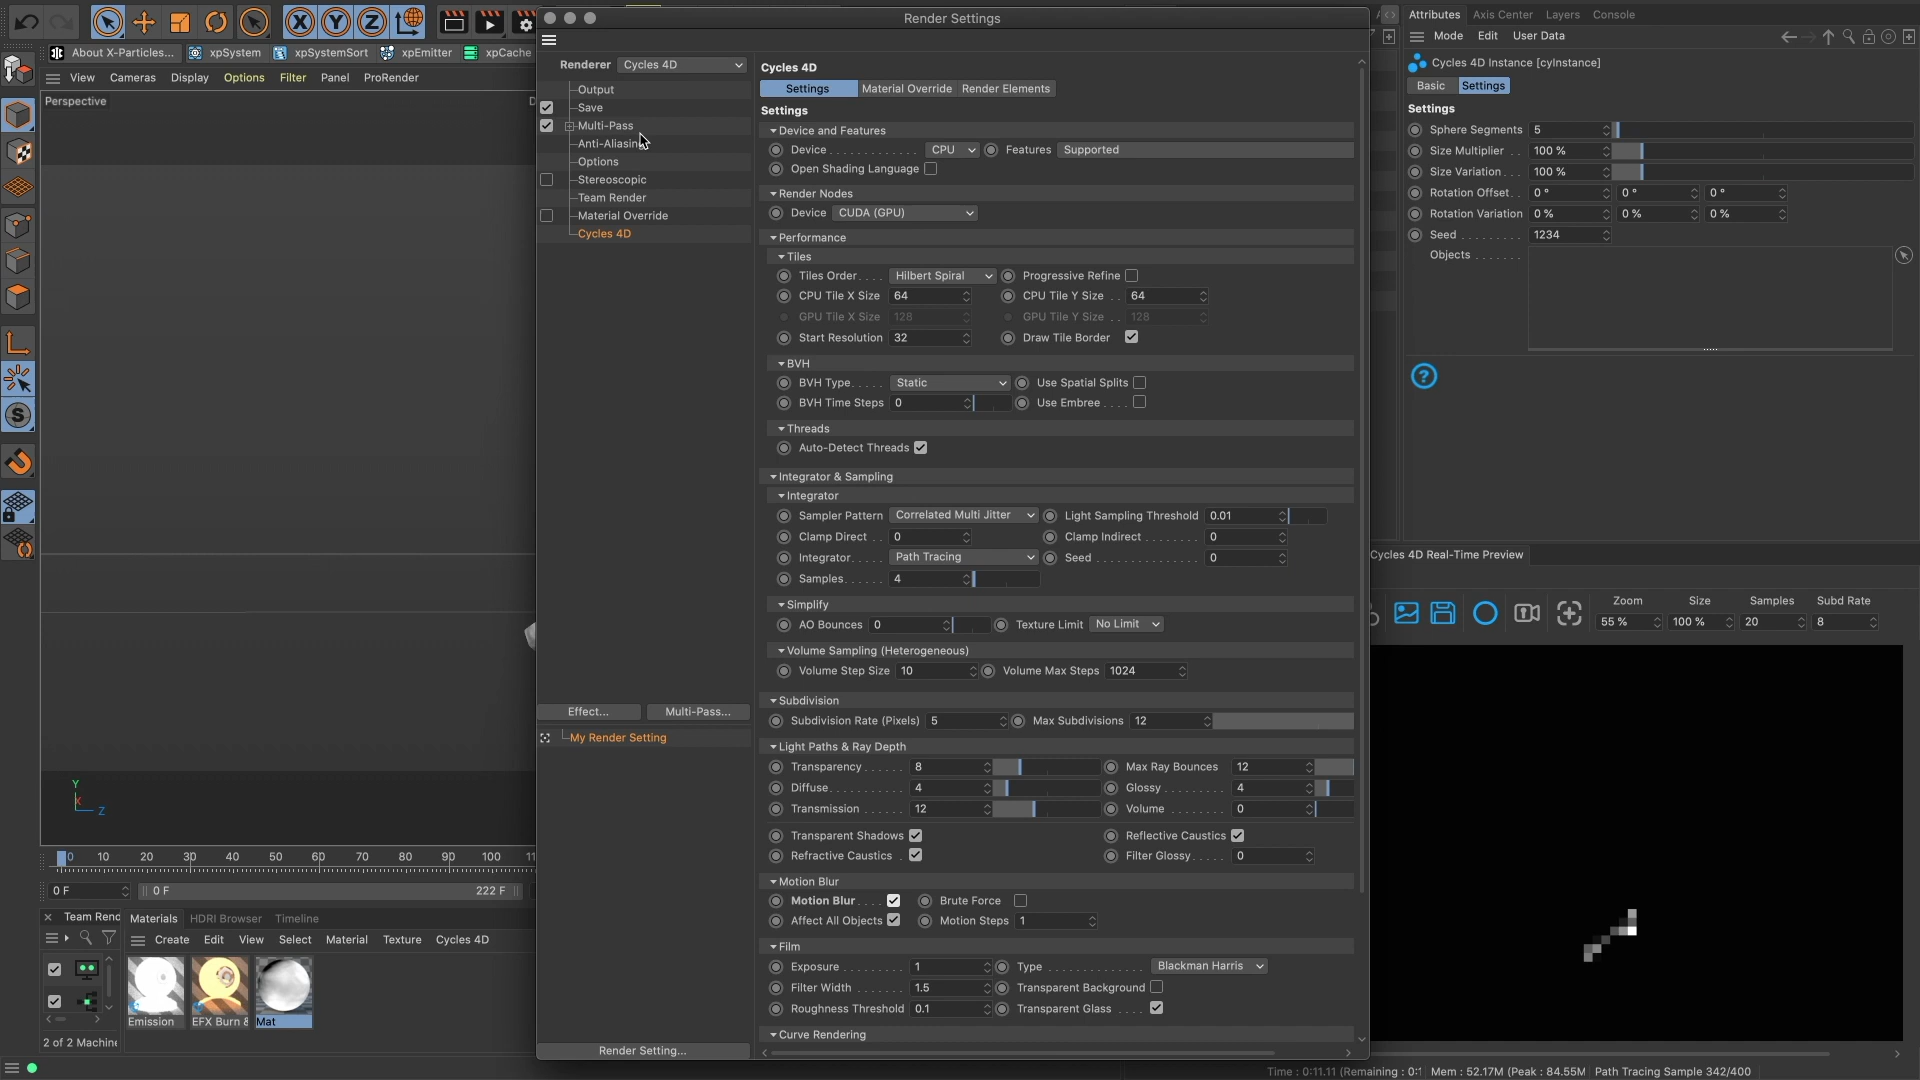 Render Settings
Attributes Axis Center Layers Console
Mode Edit User Data
About X-Particles... xpSystem xpSystemSort xpEmitter xpCache
View Cameras Display Options Filter Panel ProRender
Perspective
Renderer Cycles 4D
Output
Save
Multi-Pass
Anti-Aliasing
Options
Stereoscopic
Team Render
Material Override
Cycles 4D
Effect... Multi-Pass...
My Render Setting
Render Setting...
Cycles 4D
Settings Material Override Render Elements
Settings
Device and Features
Device CPU Features Supported
Open Shading Language
Render Nodes
Device CUDA (GPU)
Performance
Tiles
Tiles Order Hilbert Spiral Progressive Refine
CPU Tile X Size 64 CPU Tile Y Size 64
GPU Tile X Size 128 GPU Tile Y Size 128
Start Resolution 32 Draw Tile Border
BVH
BVH Type Static Use Spatial Splits
BVH Time Steps 0 Use Embree
Threads
Auto-Detect Threads
Integrator & Sampling
Integrator
Sampler Pattern Correlated Multi Jitter Light Sampling Threshold 0.01
Clamp Direct 0 Clamp Indirect 0
Integrator Path Tracing Seed 0
Samples 4
Simplify
AO Bounces 0 Texture Limit No Limit
Volume Sampling (Heterogeneous)
Volume Step Size 10 Volume Max Steps 1024
Subdivision
Subdivision Rate (Pixels) 5 Max Subdivisions 12
Light Paths & Ray Depth
Transparency 8 Max Ray Bounces 12
Diffuse 4 Glossy 4
Transmission 12 Volume 0
Transparent Shadows Reflective Caustics
Refractive Caustics Filter Glossy 0
Motion Blur
Motion Blur Brute Force
Affect All Objects Motion Steps 1
Film
Exposure 1 Type Blackman Harris
Filter Width 1.5 Transparent Background
Roughness Threshold 0.1 Transparent Glass
Curve Rendering
Cycles 4D Instance [cyInstance]
Basic Settings
Settings
Sphere Segments 5
Size Multiplier 100 %
Size Variation 100 %
Rotation Offset 0 ° 0 ° 0 °
Rotation Variation 0 % 0 % 0 %
Seed 1234
Objects
Cycles 4D Real-Time Preview
Zoom Size Samples Subd Rate
55 % 100 % 20 8
Y
X
Z
0 10 20 30 40 50 60 70 80 90 100 11
0 F 0 F 222 F
Team Rend Materials HDRI Browser Timeline
Create Edit View Select Material Texture Cycles 4D
Emission EFX Burn & Mat
2 of 2 Machine
Time : 0:11.11 (Remaining : 0:1 Mem : 52.17M (Peak : 84.55M Path Tracing Sample 342/400